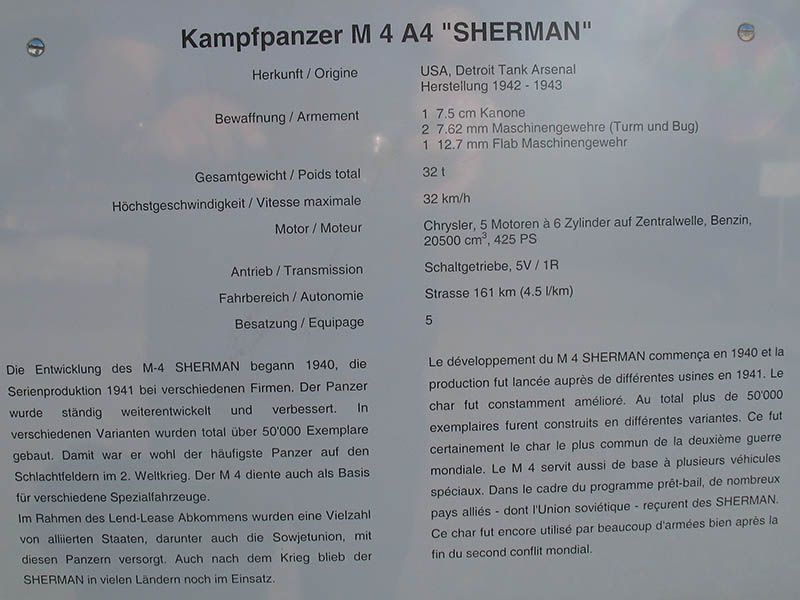 Kampfpanzer M 4 A4 "SHERMAN"
Herkunft / Origine USA, Detroit Tank Arsenal
Herstellung 1942 - 1943
Bewaffnung / Armement 1 7.5 cm Kanone
2 7.62 mm Maschinengewehre (Turm und Bug)
1 12.7 mm Flab Maschinengewehr
Gesamtgewicht / Poids total 32 t
Höchstgeschwindigkeit / Vitesse maximale 32 km/h
Motor / Moteur Chrysler, 5 Motoren à 6 Zylinder auf Zentralwelle, Benzin,
20500 cm³, 425 PS
Antrieb / Transmission Schaltgetriebe, 5V / 1R
Fahrbereich / Autonomie Strasse 161 km (4.5 l/km)
Besatzung / Equipage 5
Die Entwicklung des M-4 SHERMAN begann 1940, die
Serienproduktion 1941 bei verschiedenen Firmen. Der Panzer
wurde ständig weiterentwickelt und verbessert. In
verschiedenen Varianten wurden total über 50'000 Exemplare
gebaut. Damit war er wohl der häufigste Panzer auf den
Schlachtfeldern im 2. Weltkrieg. Der M 4 diente auch als Basis
für verschiedene Spezialfahrzeuge.
Im Rahmen des Lend-Lease Abkommens wurden eine Vielzahl
von alliierten Staaten, darunter auch die Sowjetunion, mit
diesen Panzern versorgt. Auch nach dem Krieg blieb der
SHERMAN in vielen Ländern noch im Einsatz.
Le développement du M 4 SHERMAN commença en 1940 et la
production fut lancée auprès de différentes usines en 1941. Le
char fut constamment amélioré. Au total plus de 50'000
exemplaires furent construits en différentes variantes. Ce fut
certainement le char le plus commun de la deuxième guerre
mondiale. Le M 4 servit aussi de base à plusieurs véhicules
spéciaux. Dans le cadre du programme prêt-bail, de nombreux
pays alliés - dont l'Union soviétique - reçurent des SHERMAN.
Ce char fut encore utilisé par beaucoup d'armées bien après la
fin du second conflit mondial.